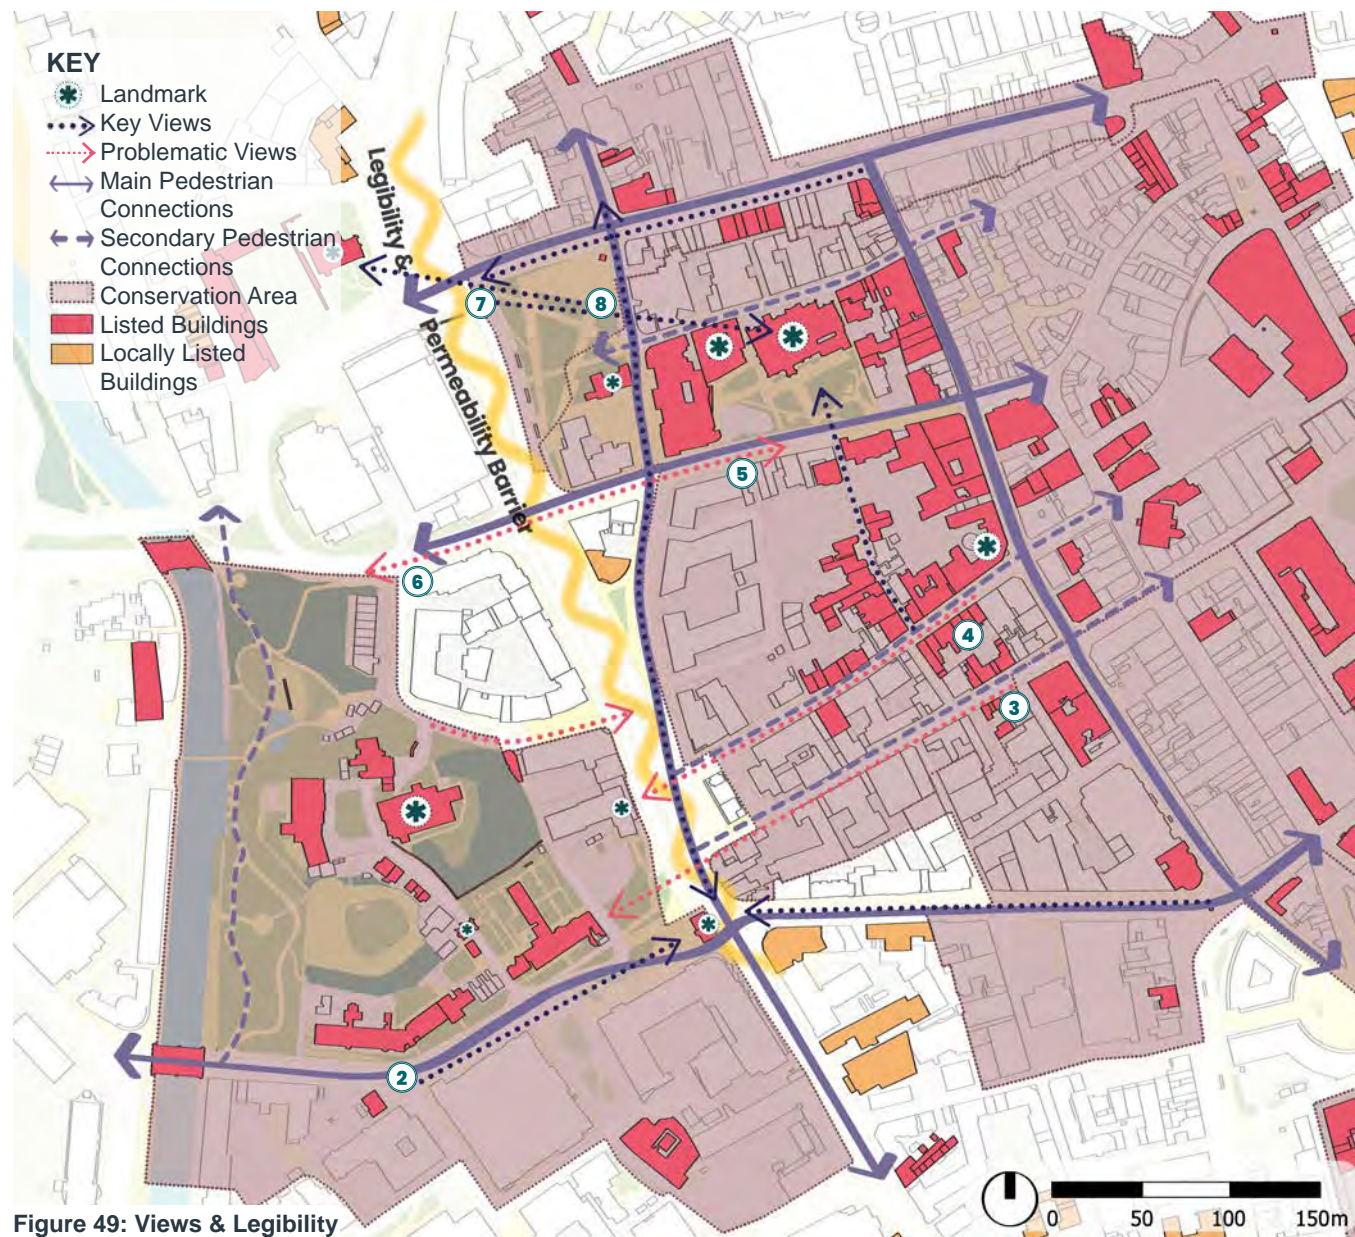 KEY
Landmark
Key Views
Problematic Views
Main Pedestrian
Connections
Secondary Pedestrian
Connections
Conservation Area
Listed Buildings
Locally Listed
Buildings
Legibility &
Permeability Barrier
7
8
5
6
4
3
2
0 50 100 150m
Figure 49: Views & Legibility